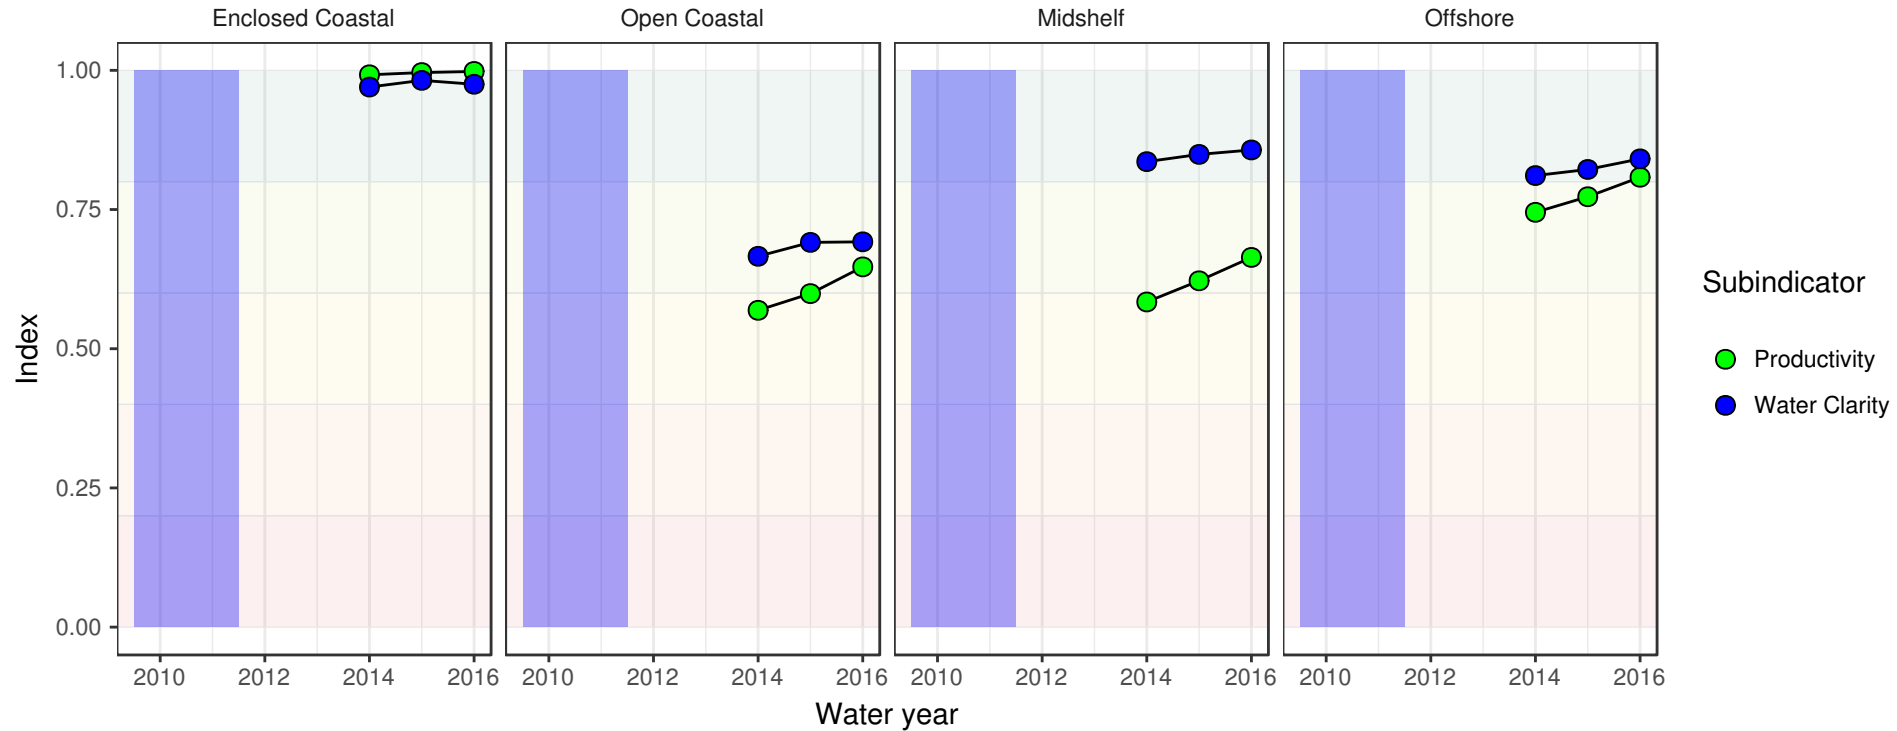 Enclosed Coastal
Open Coastal
Midshelf
Offshore
1.00
0.75
0.50
0.25
0.00
Index
2010 2012 2014 2016
2010 2012 2014 2016
2010 2012 2014 2016
2010 2012 2014 2016
Water year
Subindicator
Productivity
Water Clarity